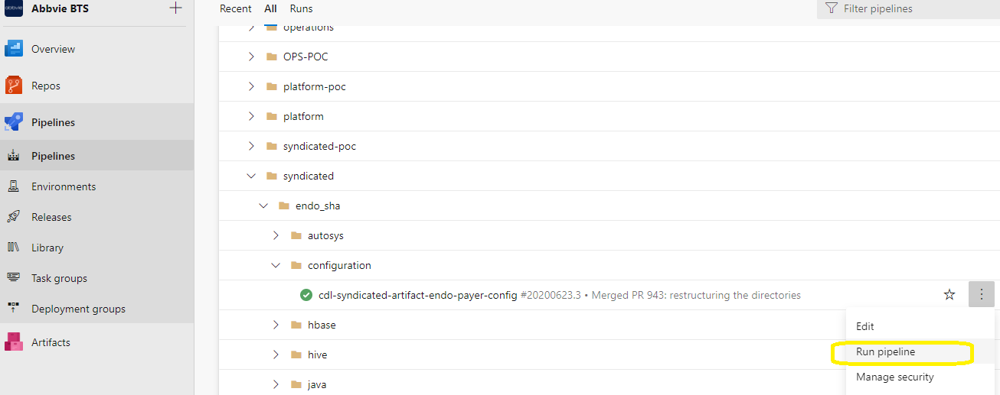 abbvie
Abbvie BTS
Recent All Runs
Filter pipelines
Overview
Repos
Pipelines
Pipelines
Environments
Releases
Library
Task groups
Deployment groups
Artifacts
operations
OPS-POC
platform-poc
platform
syndicated-poc
syndicated
endo_sha
autosys
configuration
cdl-syndicated-artifact-endo-payer-config #20200623.3 • Merged PR 943: restructuring the directories
hbase
hive
java
Edit
Run pipeline
Manage security